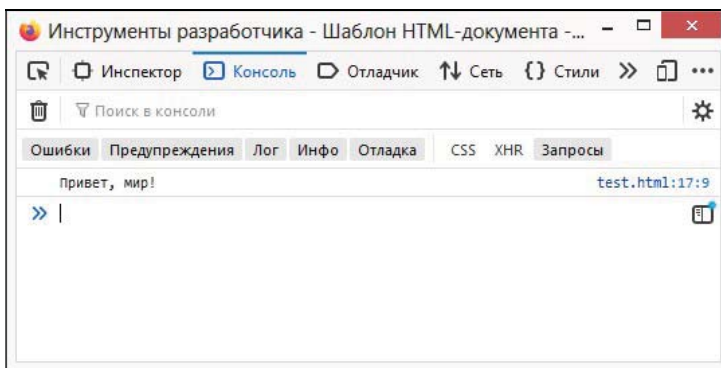 Инструменты разработчика - Шаблон HTML-документа -...
Инспектор Консоль Отладчик Сеть {} Стили
Поиск в консоли
Ошибки Предупреждения Лог Инфо Отладка CSS XHR Запросы
Привет, мир! test.html:17:9